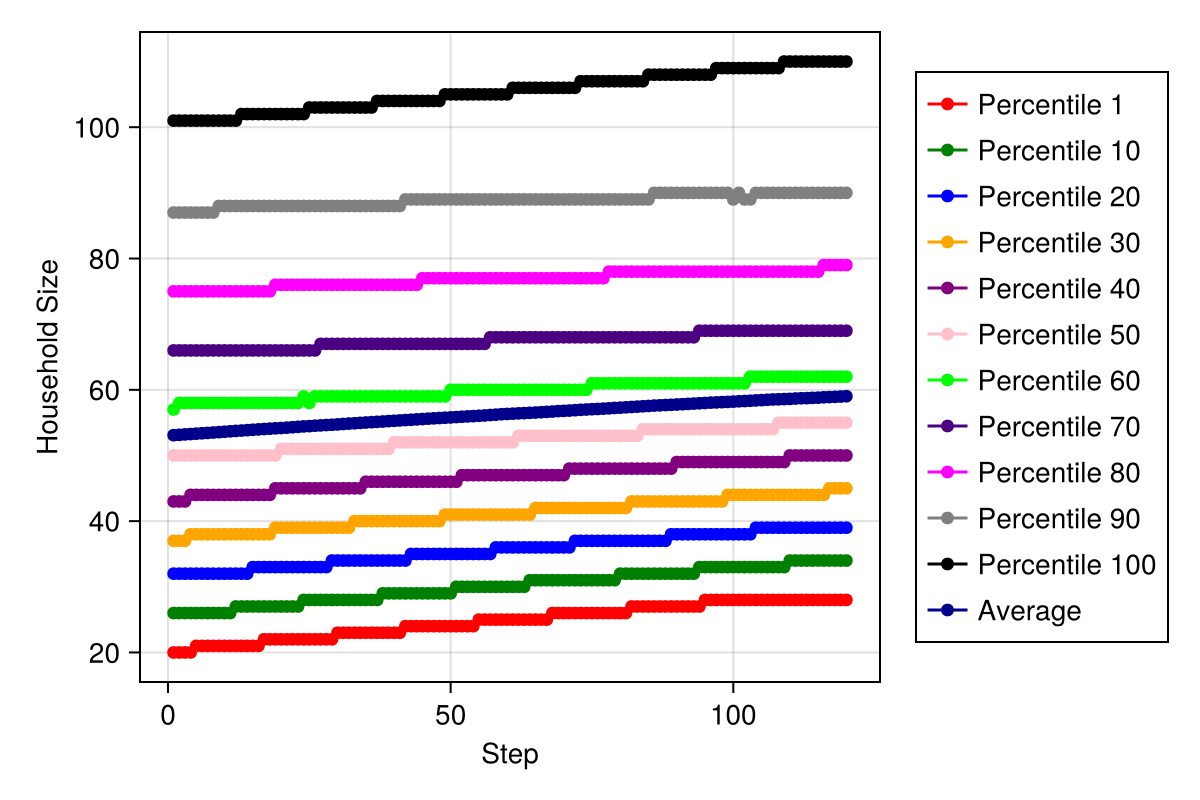 100
80
60
40
20
0 50 100
Household Size
Step
Percentile 1
Percentile 10
Percentile 20
Percentile 30
Percentile 40
Percentile 50
Percentile 60
Percentile 70
Percentile 80
Percentile 90
Percentile 100
Average